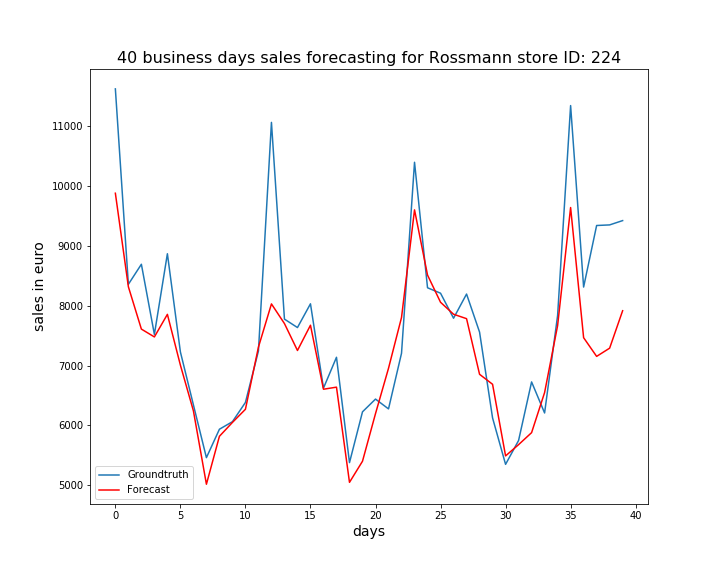 40 business days sales forecasting for Rossmann store ID: 224
sales in euro
11000
10000
9000
8000
7000
6000
5000
Groundtruth
Forecast
0 5 10 15 20 25 30 35 40
days